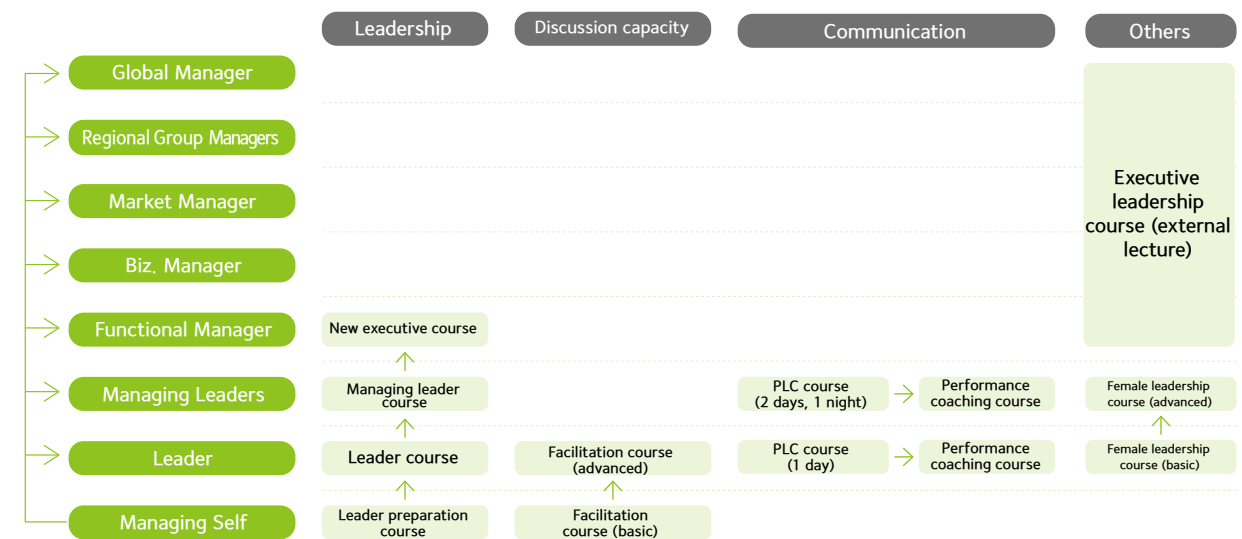 Leadership
Discussion capacity
Communication
Others
Global Manager
Regional Group Managers
Market Manager
Biz. Manager
Executive
leadership
course (external
lecture)
Functional Manager
New executive course
Managing Leaders
Managing leader
course
PLC course
(2 days, 1 night)
Performance
coaching course
Female leadership
course (advanced)
Leader
Leader course
Facilitation course
(advanced)
PLC course
(1 day)
Performance
coaching course
Female leadership
course (basic)
Managing Self
Leader preparation
course
Facilitation
course (basic)